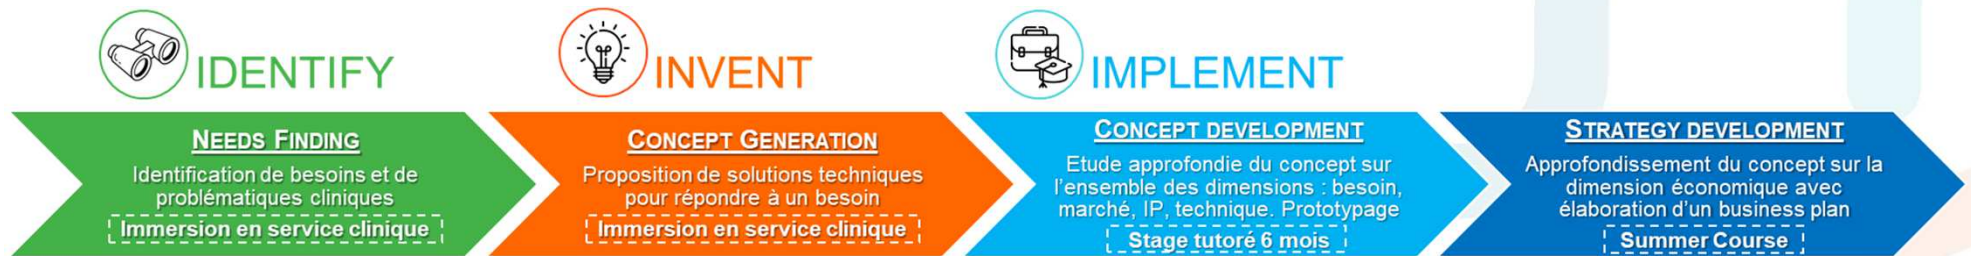 IDENTIFY
INVENT
IMPLEMENT
NEEDS FINDING
Identification de besoins et de
problématiques cliniques
Immersion en service clinique
CONCEPT GENERATION
Proposition de solutions techniques
pour répondre à un besoin
Immersion en service clinique
CONCEPT DEVELOPMENT
Etude approfondie du concept sur
l'ensemble des dimensions : besoin,
marché, IP, technique. Prototypage
Stage tutoré 6 mois
STRATEGY DEVELOPMENT
Approfondissement du concept sur la
dimension économique avec
élaboration d'un business plan
Summer Course